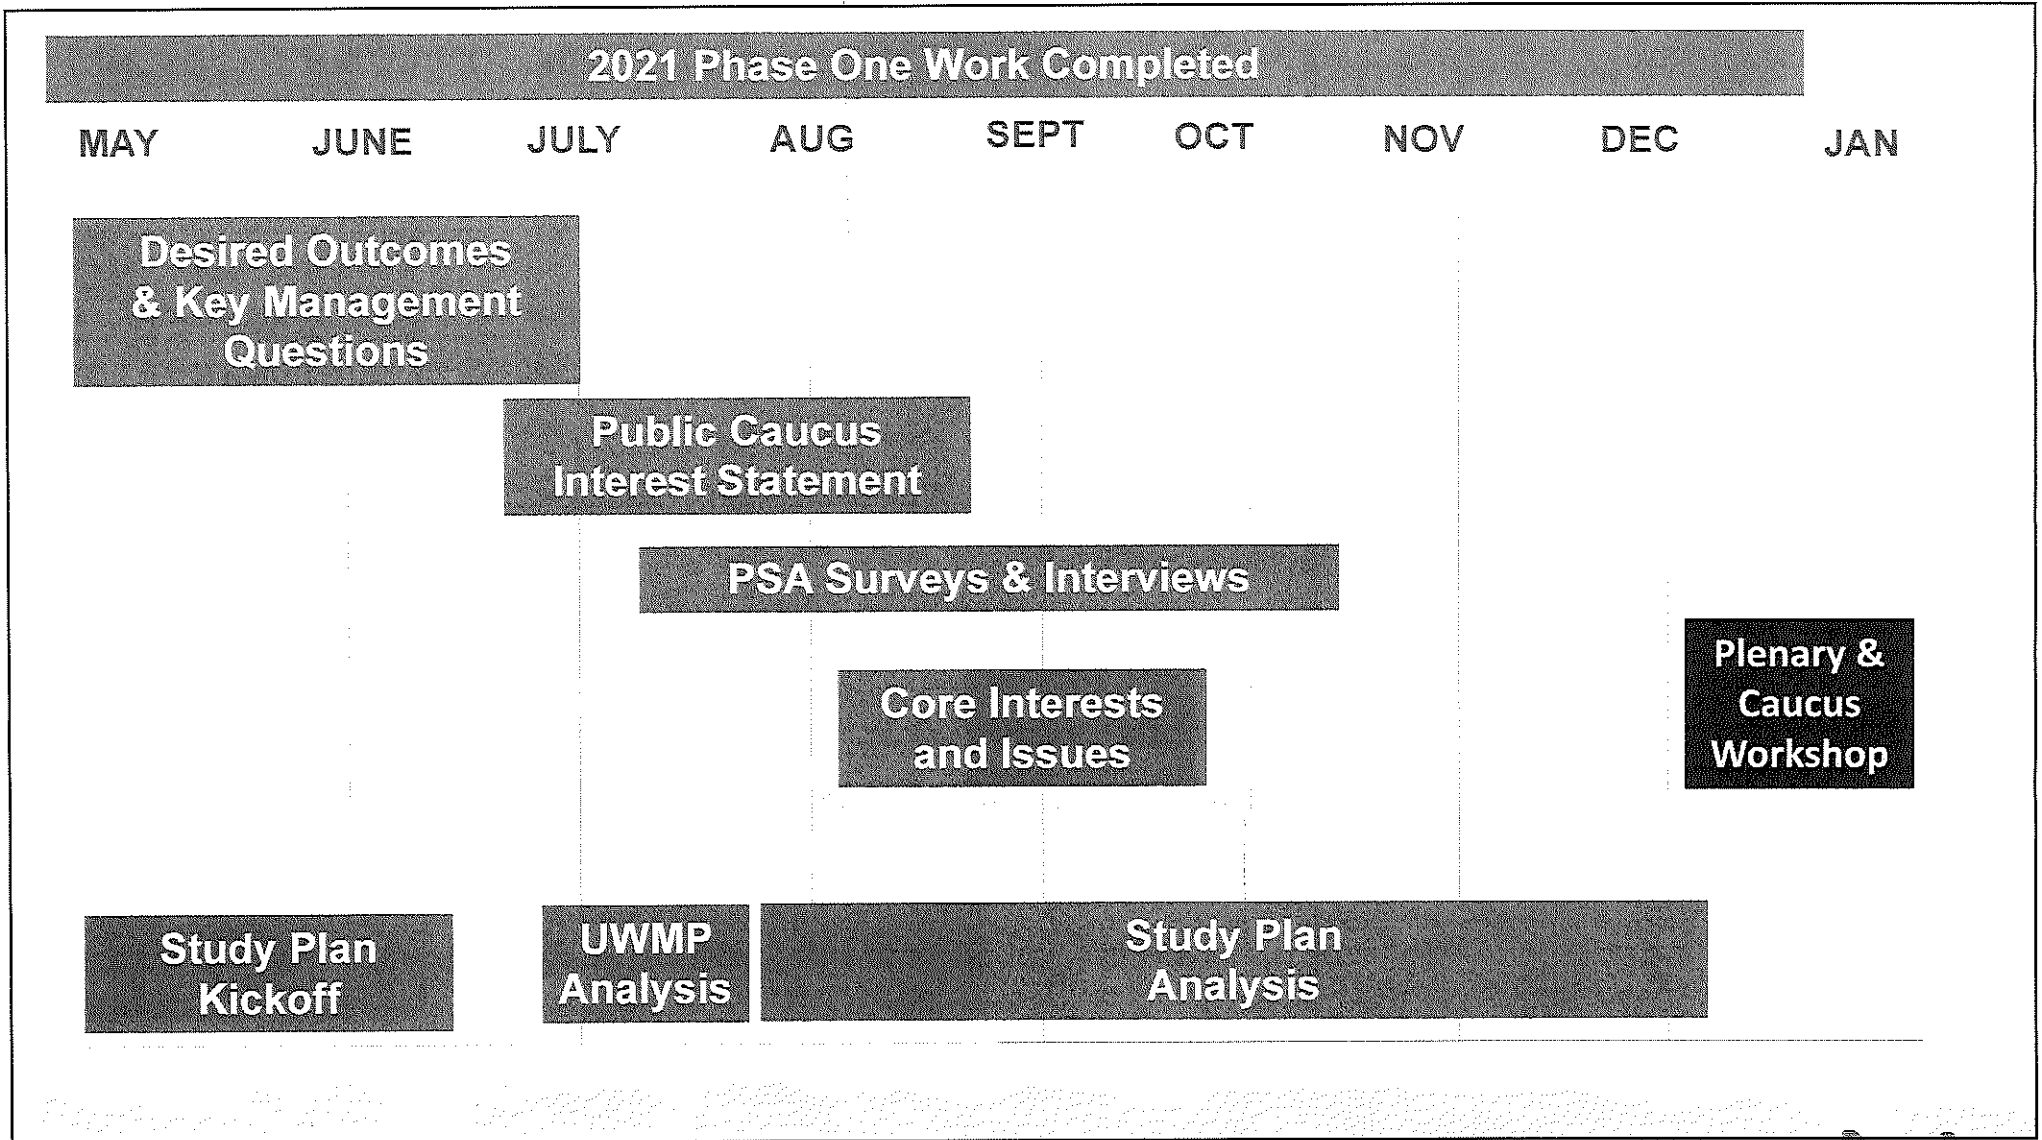 2021 Phase One Work Completed
MAY JUNE JULY AUG SEPT OCT NOV DEC JAN
Desired Outcomes
& Key Management
Questions
Public Caucus
Interest Statement
PSA Surveys & Interviews
Plenary &
Caucus
Workshop
Core Interests
and Issues
Study Plan
Kickoff
UWMP
Analysis
Study Plan
Analysis